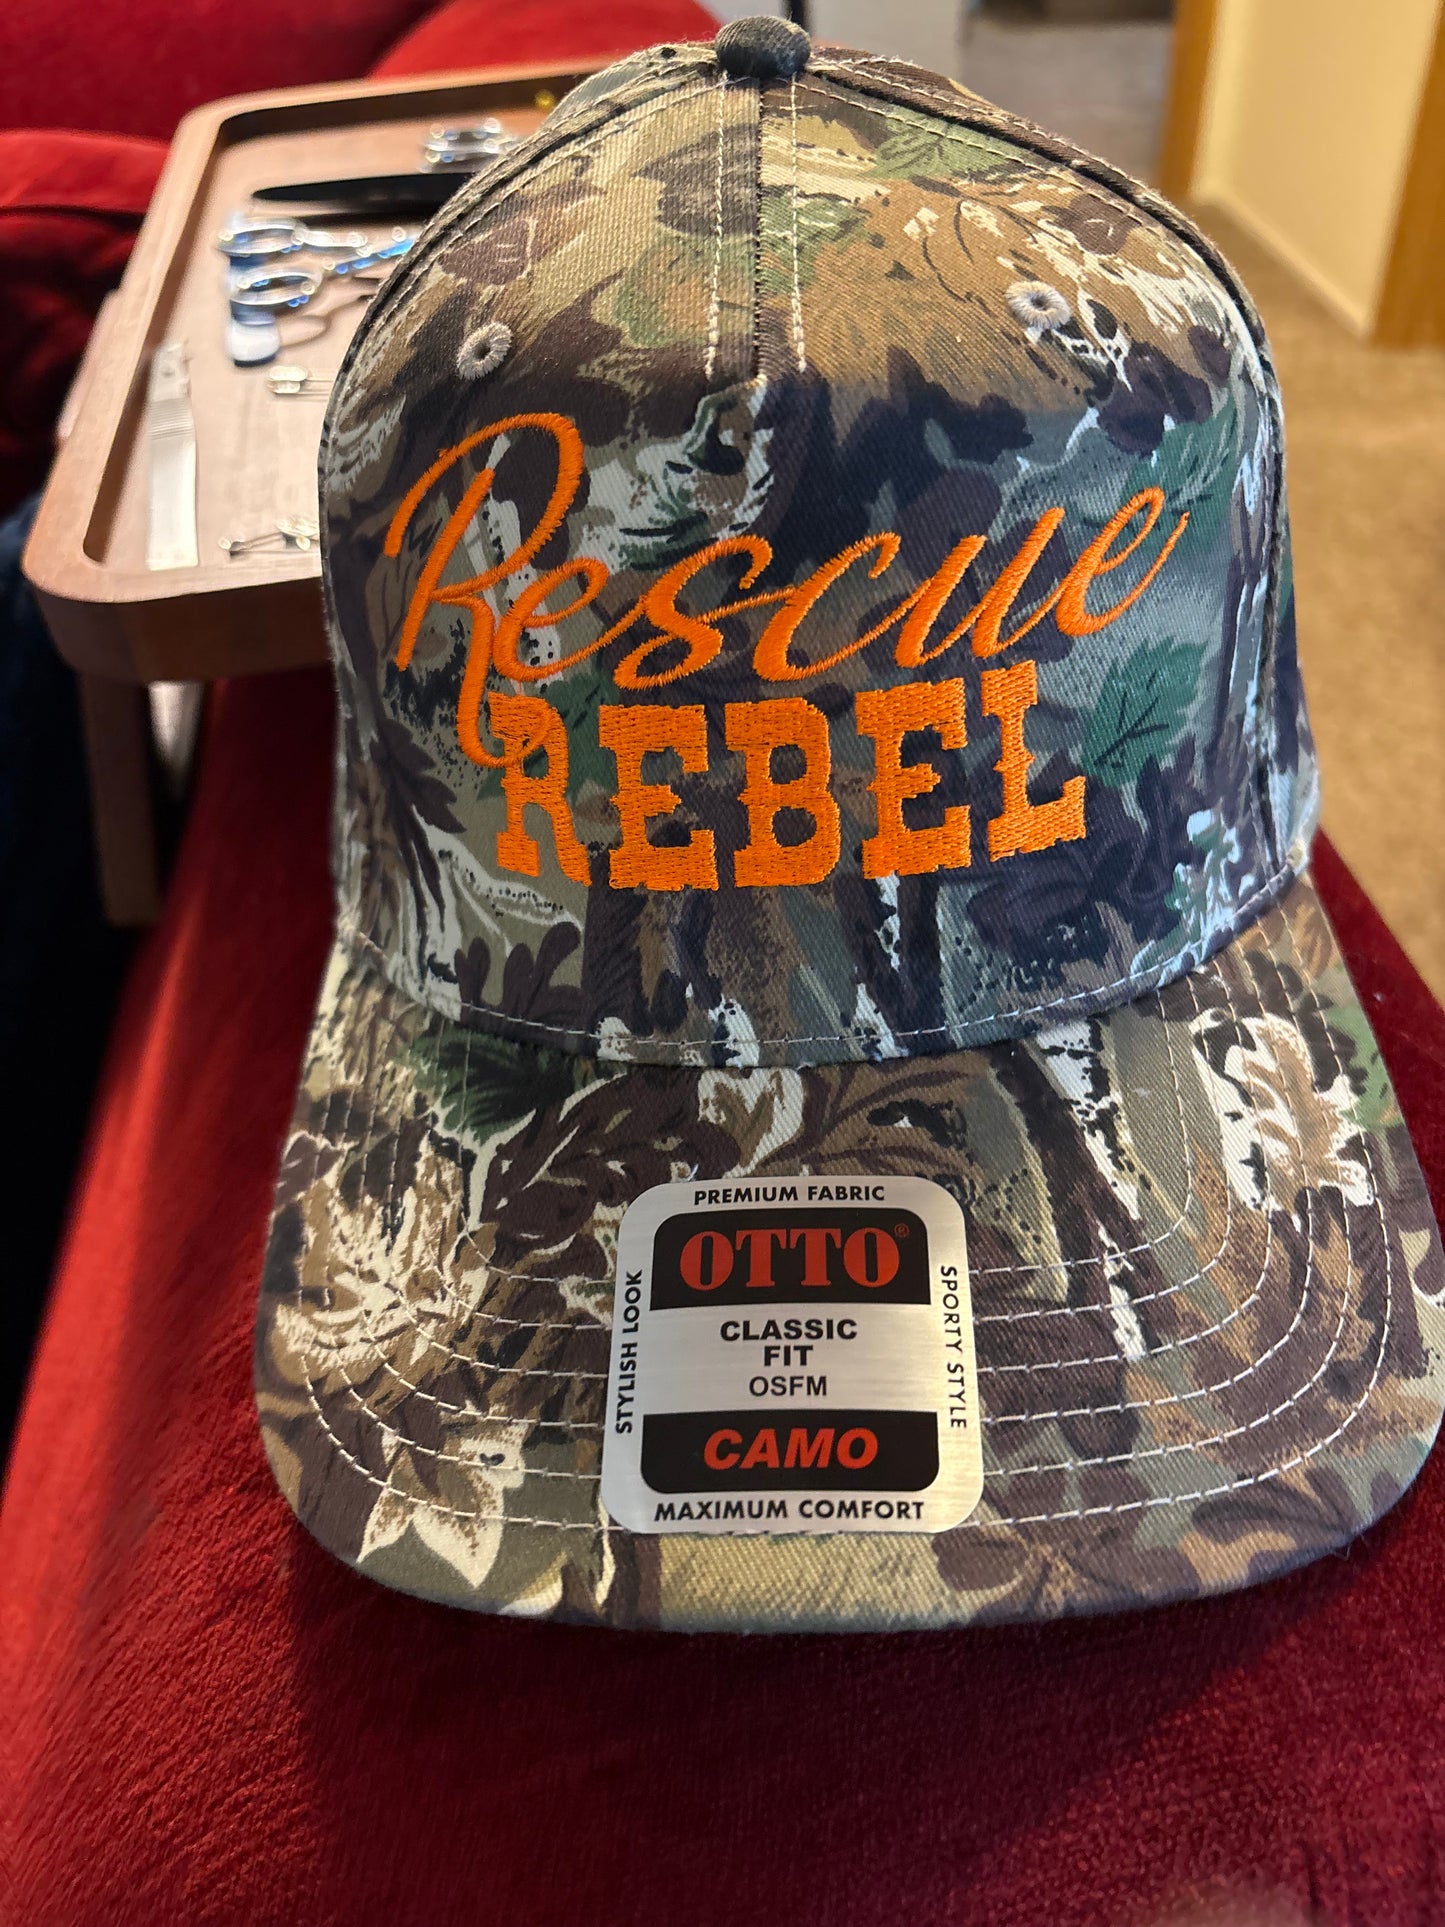 Rescue
REBEL
PREMIUM FABRIC
OTTO®
STYLISH LOOK
CLASSIC
FIT
OSFM
SPORTY STYLE
CAMO
MAXIMUM COMFORT